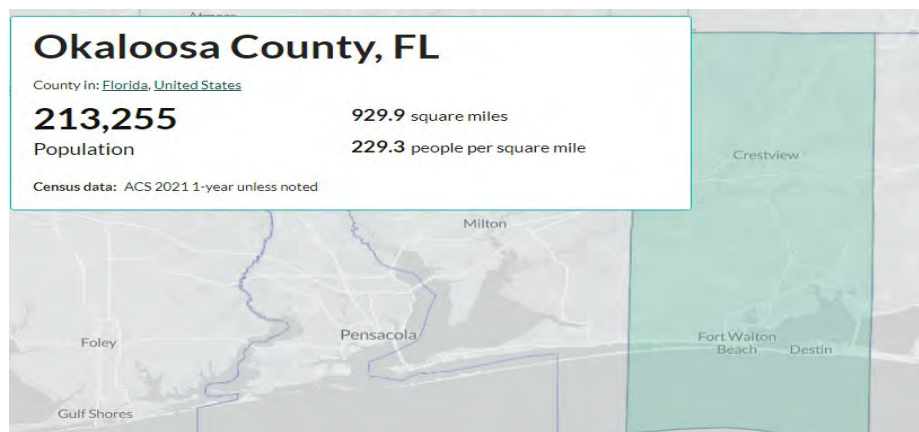 Okaloosa County, FL
County in: Florida, United States
213,255
Population
929.9 square miles
229.3 people per square mile
Census data: ACS 2021 1-year unless noted
Crestview
Milton
Pensacola
Foley
Fort Walton
Beach
Destin
Gulf Shores